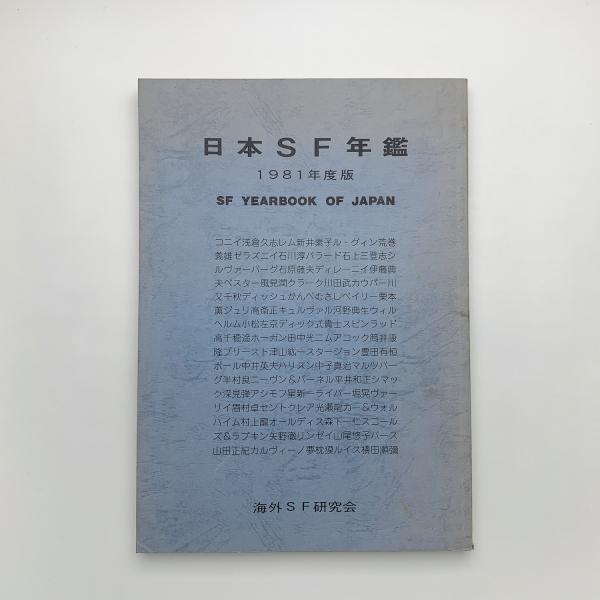 日本SF年鑑
1981年度版
SF YEARBOOK OF JAPAN
コニイ浅倉久志レム新井素子ル・グィン荒巻
義雄ゼラズニイ石川淳バラード石上三登志シ
ルヴァーバーグ石原藤夫ディレーニイ伊藤典
夫ベスター風見潤クラーク川田武カウパー川
又千秋ディッシュかんべむさしベイリー栗本
薫ジュリ高斎正キュルヴァル河野典生ウィル
ヘルム小松左京ディック式貴士スピンラッド
高千穂遙ホーガン田中光二ムアコック筒井康
隆プリースト津山紘一スタージョン豊田有恒
ポール中井英夫ハリスン中子真治マルツバー
グ半村良ニーヴン&パーネル平井和正シマッ
ク深見弾アシモフ星新一ライバー堀晃ヴァー
リイ眉村卓セントクレア光瀬龍カー&ウォル
ハイム村上龍オールディス森下一仁スコール
ズ&ラブキン矢野徹リンゼイ山尾悠子バース
山田正紀カルヴィーノ夢枕獏ルイス横田順彌
海外SF研究会